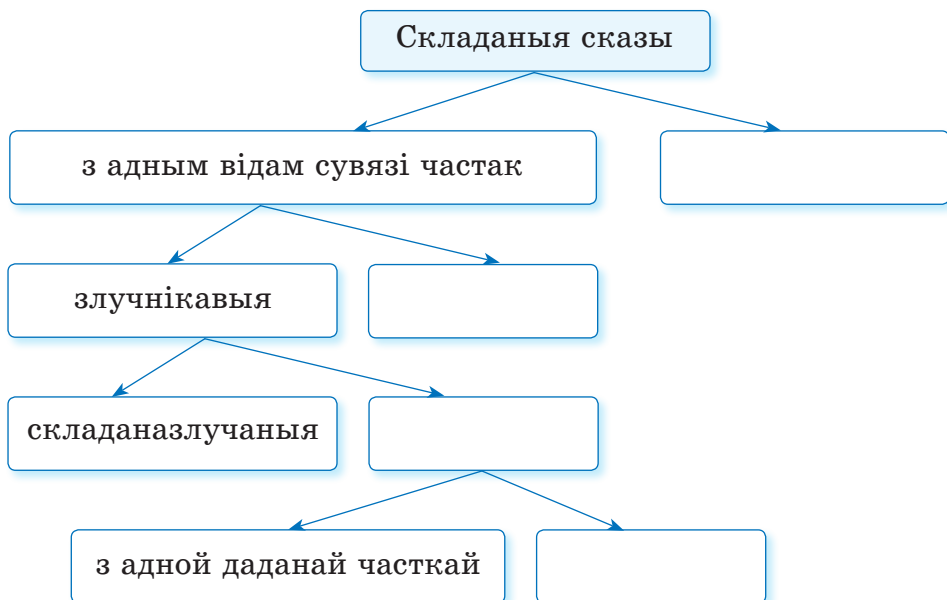 Складаныя сказы
з адным відам сувязі частак
злучнікавыя
складаназлучаныя
з адной даданай часткай